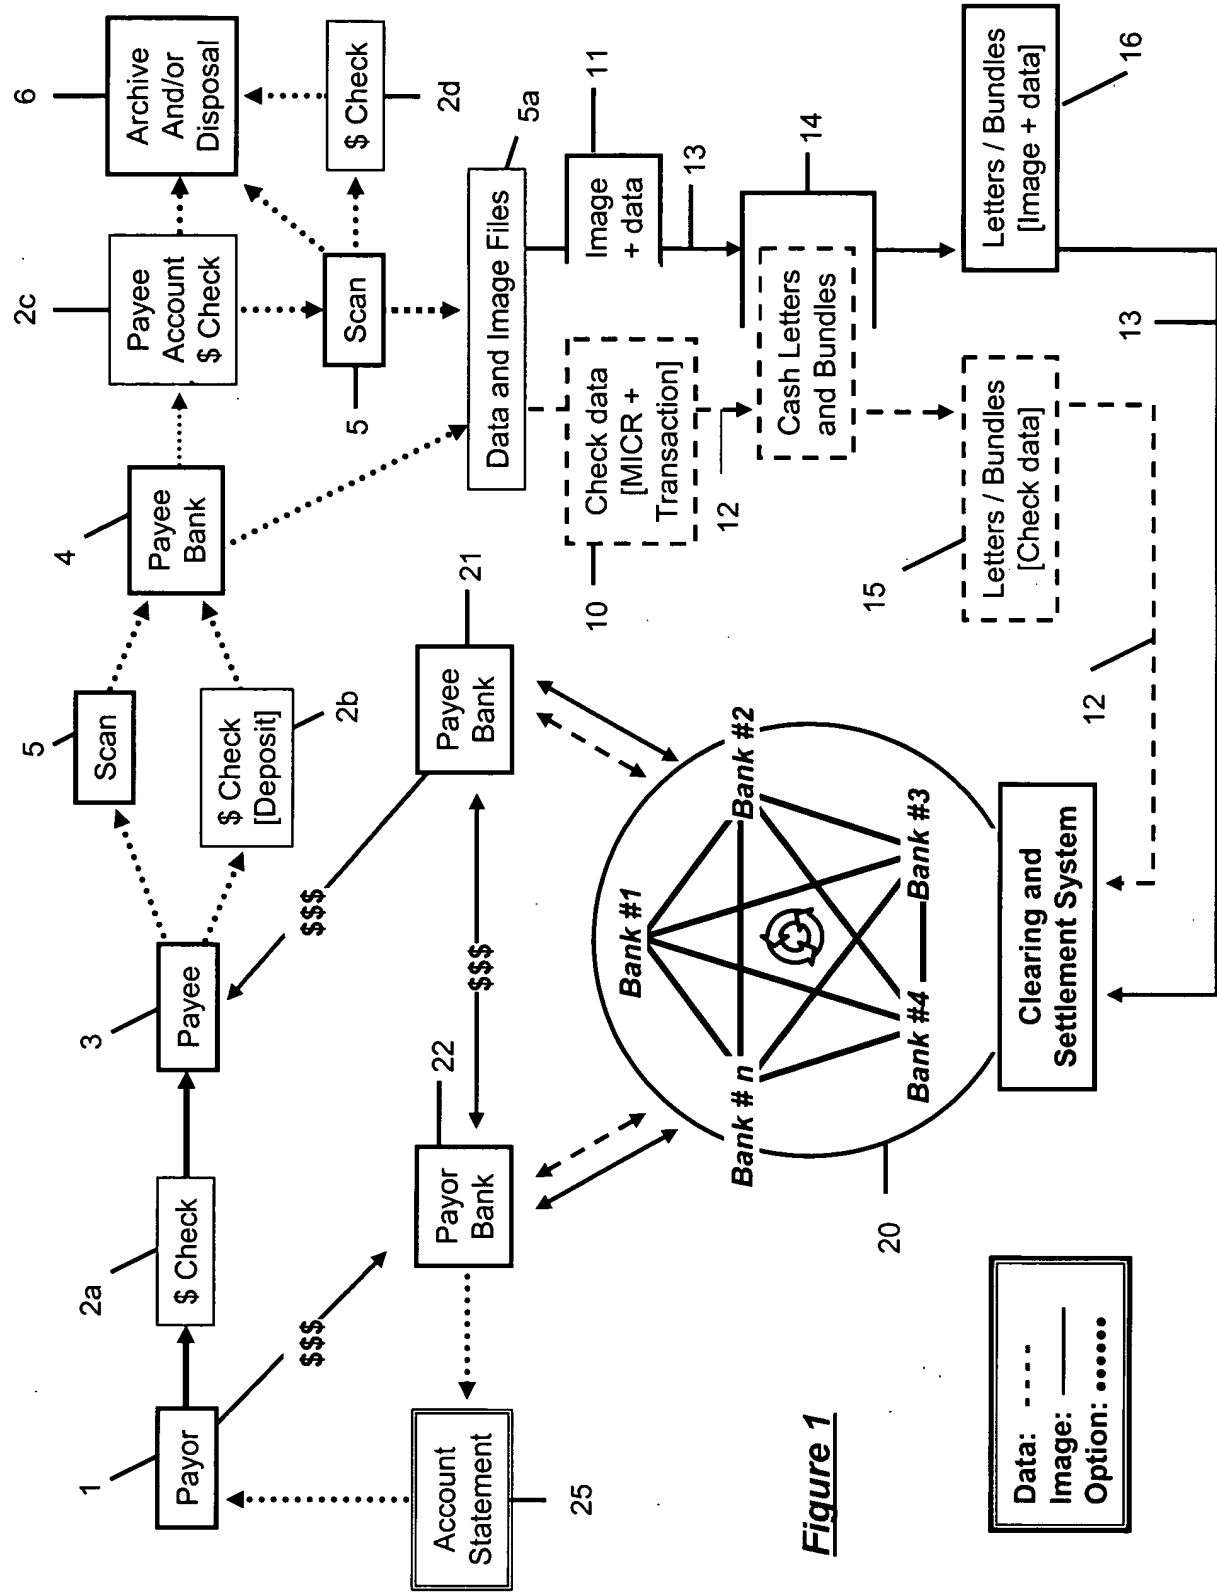 1
Payor
2a
$ Check
3
Payee
5
Scan
$ Check
[Deposit]
2b
4
Payee
Bank
2c
Payee
Account
$ Check
6
Archive
And/or
Disposal
5
Scan
$ Check
2d
$$$
$$$
Account
Statement
25
Payor
Bank
22
$$$
Payee
Bank
21
Data and Image Files
5a
10
Check data
[MICR +
Transaction]
Image
+ data
11
12
13
Cash Letters
and Bundles
14
15
Letters / Bundles
[Check data]
Letters / Bundles
[Image + data]
16
12
13
Bank #1
Bank # n
Bank #2
Bank #4
Bank #3
20
Clearing and
Settlement System
Figure 1
Data:
Image:
Option: